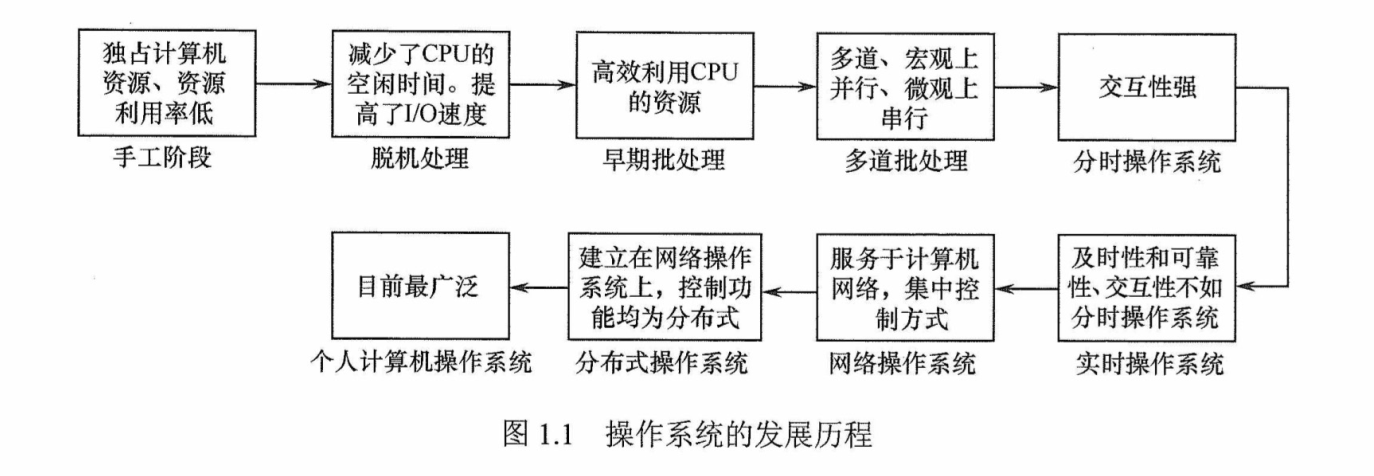 独占计算机
资源、资源
利用率低
手工阶段
减少了CPU的
空闲时间。提
高了I/O速度
脱机处理
高效利用CPU
的资源
早期批处理
多道、宏观上
并行、微观上
串行
多道批处理
交互性强
分时操作系统
及时性和可靠
性、交互性不如
分时操作系统
实时操作系统
服务于计算机
网络，集中控
制方式
网络操作系统
建立在网络操作
系统上，控制功
能均为分布式
分布式操作系统
目前最广泛
个人计算机操作系统
图 1.1 操作系统的发展历程